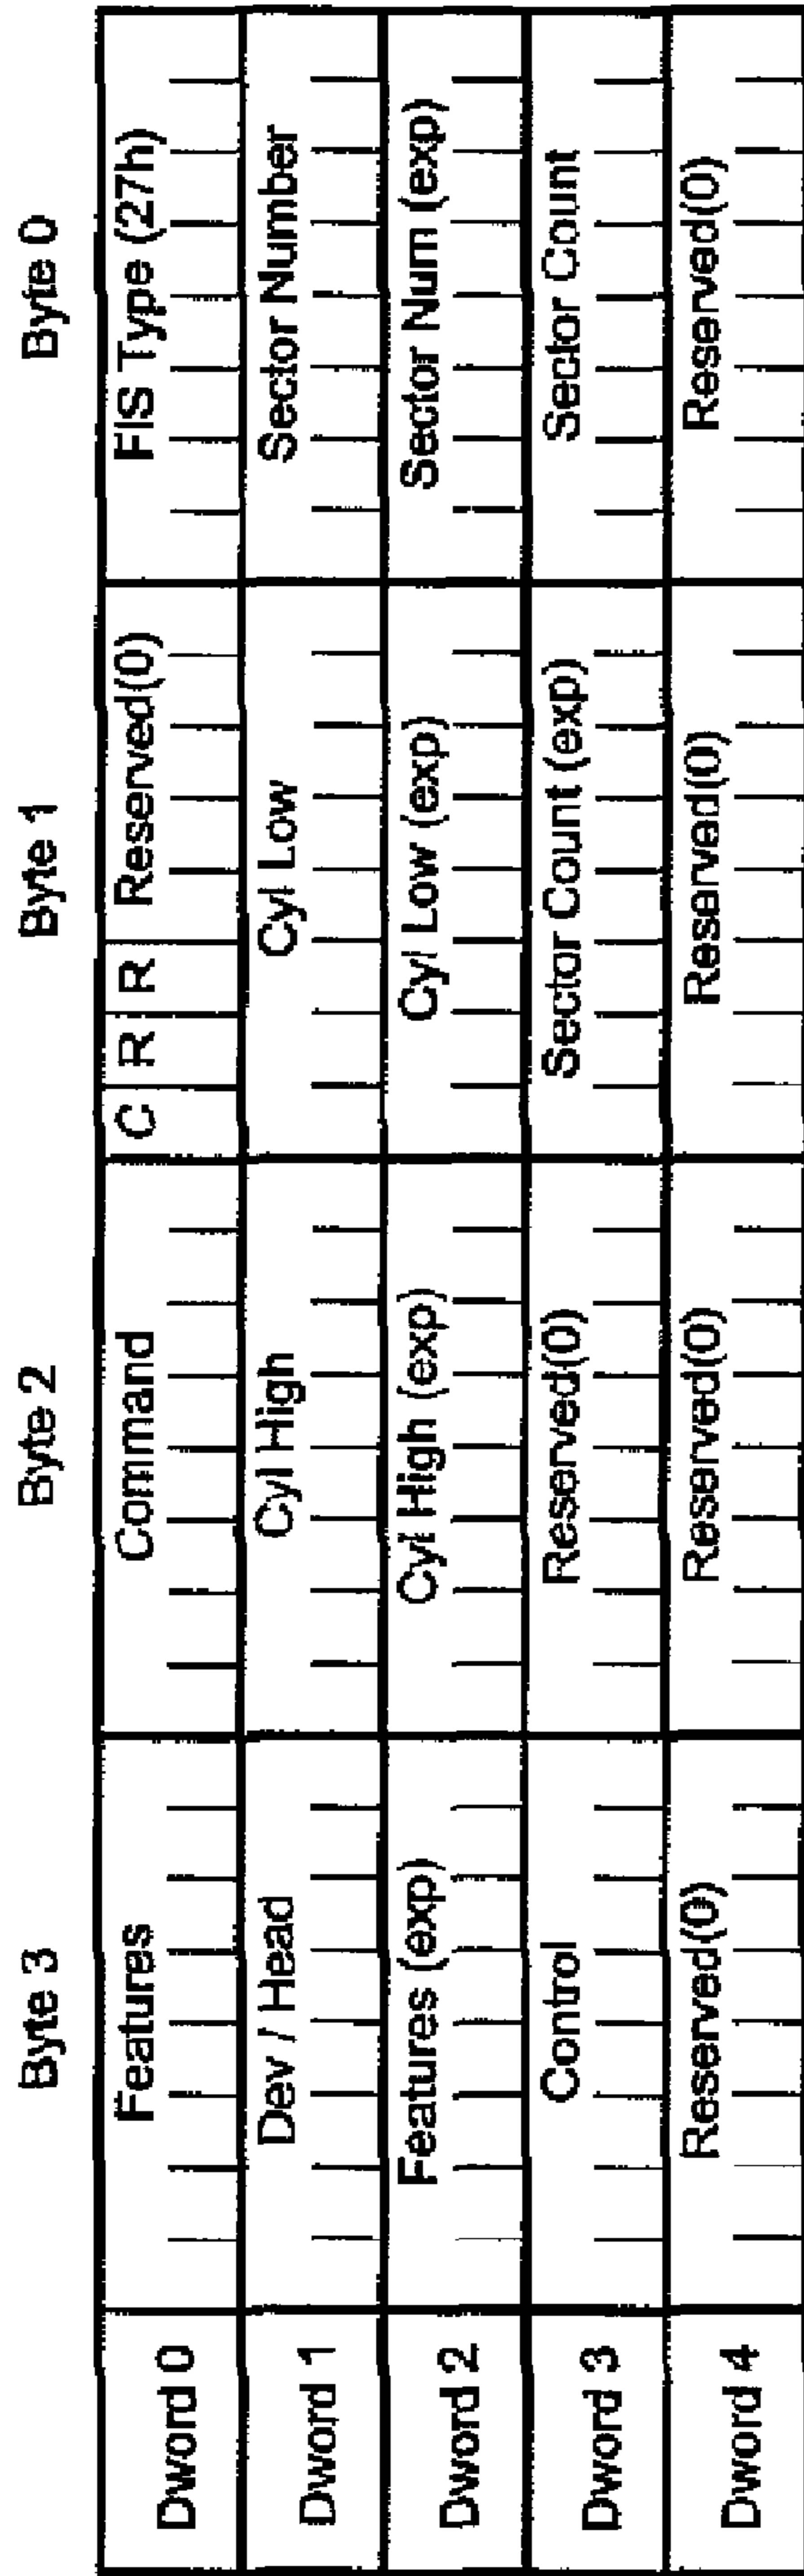 Byte 3 Byte 2 Byte 1 Byte 0
Dword 0 Features Command C R R Reserved(0) FIS Type (27h)
Dword 1 Dev / Head Cyl High Cyl Low Sector Number
Dword 2 Features (exp) Cyl High (exp) Cyl Low (exp) Sector Num (exp)
Dword 3 Control Reserved(0) Sector Count (exp) Sector Count
Dword 4 Reserved(0) Reserved(0) Reserved(0) Reserved(0)